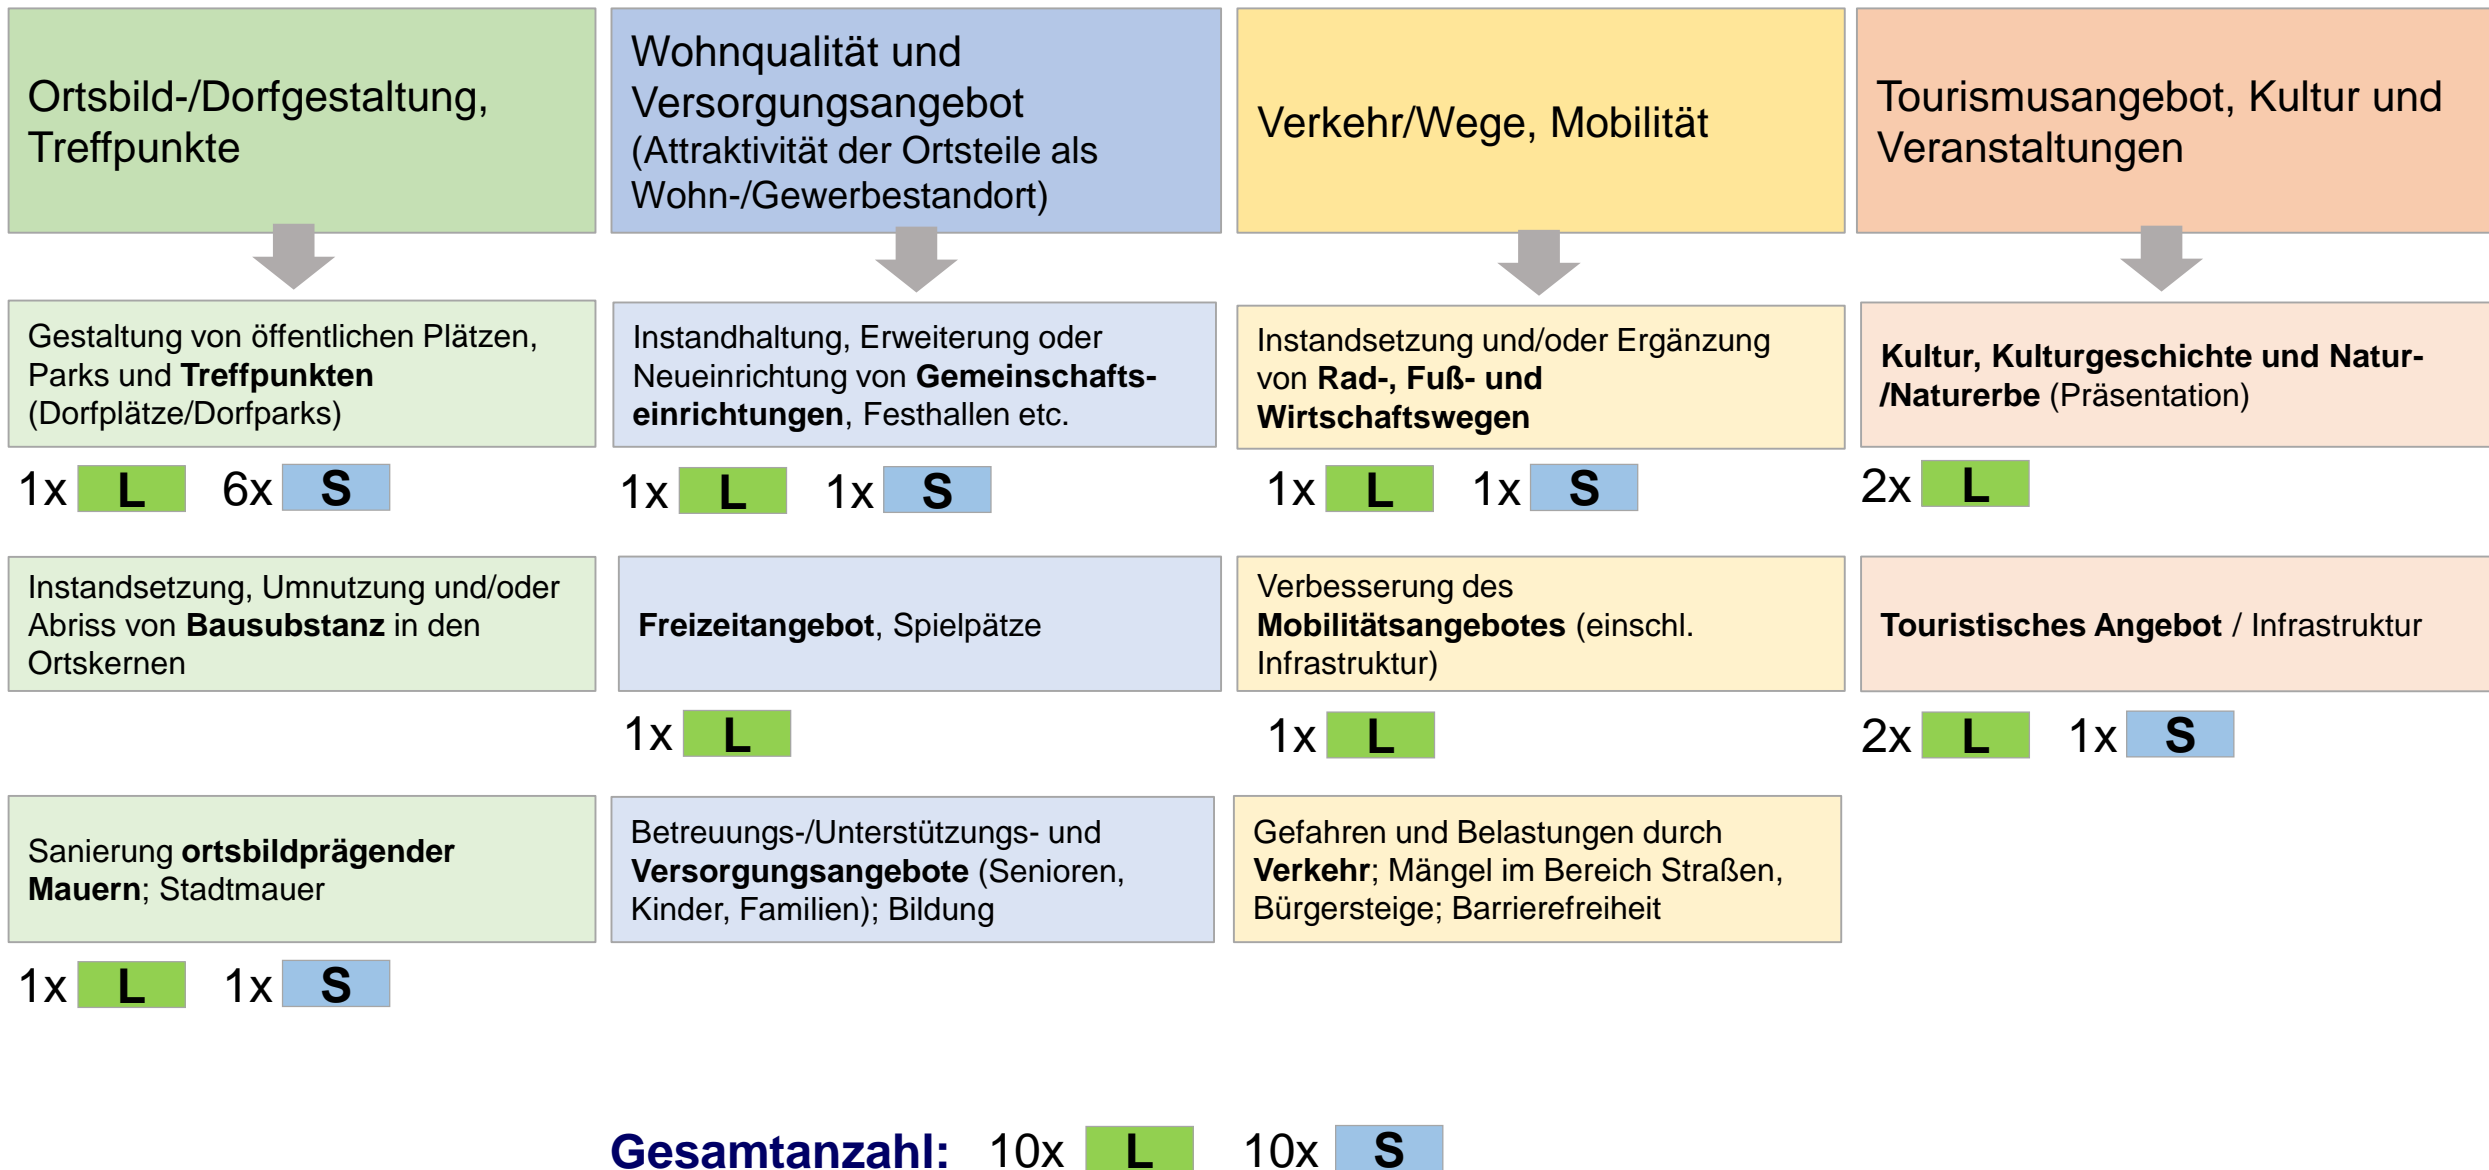 Ortsbild-/Dorfgestaltung,
Treffpunkte
Wohnqualität und
Versorgungsangebot
(Attraktivität der Ortsteile als
Wohn-/Gewerbestandort)
Verkehr/Wege, Mobilität
Tourismusangebot, Kultur und
Veranstaltungen
Gestaltung von öffentlichen Plätzen,
Parks und Treffpunkten
(Dorfplätze/Dorfparks)
1x L 6x S
Instandhaltung, Erweiterung oder
Neueinrichtung von Gemeinschafts-
einrichtungen, Festhallen etc.
1x L 1x S
Instandsetzung und/oder Ergänzung
von Rad-, Fuß- und
Wirtschaftswegen
1x L 1x S
Kultur, Kulturgeschichte und Natur-
/Naturerbe (Präsentation)
2x L
Instandsetzung, Umnutzung und/oder
Abriss von Bausubstanz in den
Ortskernen
Freizeitangebot, Spielpätze
1x L
Verbesserung des
Mobilitätsangebotes (einschl.
Infrastruktur)
1x L
Touristisches Angebot / Infrastruktur
2x L 1x S
Sanierung ortsbildprägender
Mauern; Stadtmauer
1x L 1x S
Betreuungs-/Unterstützungs- und
Versorgungsangebote (Senioren,
Kinder, Familien); Bildung
Gefahren und Belastungen durch
Verkehr; Mängel im Bereich Straßen,
Bürgersteige; Barrierefreiheit
Gesamtanzahl: 10x L 10x S